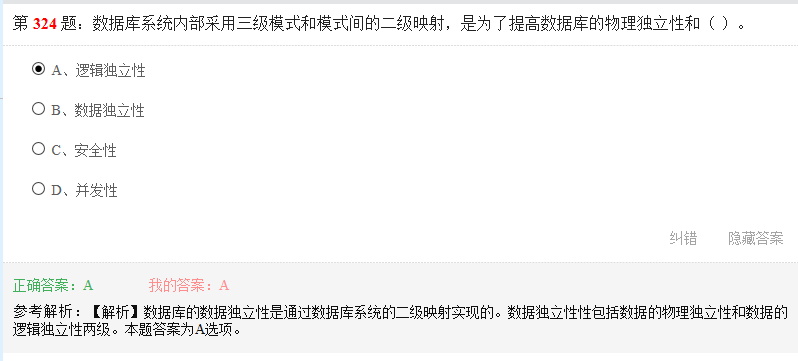 第 324 题：数据库系统内部采用三级模式和模式间的二级映射，是为了提高数据库的物理独立性和（ ）。
A、逻辑独立性
B、数据独立性
C、安全性
D、并发性
纠错 隐藏答案
正确答案：A 我的答案：A
参考解析：【解析】数据库的数据独立性是通过数据库系统的二级映射实现的。数据独立性性包括数据的物理独立性和数据的
逻辑独立性两级。本题答案为A选项。